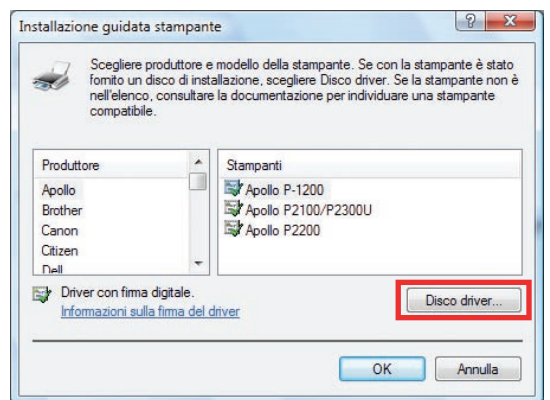 Installazione guidata stampante
Scegliere produttore e modello della stampante. Se con la stampante è stato
fornito un disco di installazione, scegliere Disco driver. Se la stampante non è
nell'elenco, consultare la documentazione per individuare una stampante
compatibile.
Produttore
Apollo
Brother
Canon
Citizen
Dell
Stampanti
Apollo P-1200
Apollo P2100/P2300U
Apollo P2200
Driver con firma digitale.
Informazioni sulla firma del driver
Disco driver...
OK
Annulla